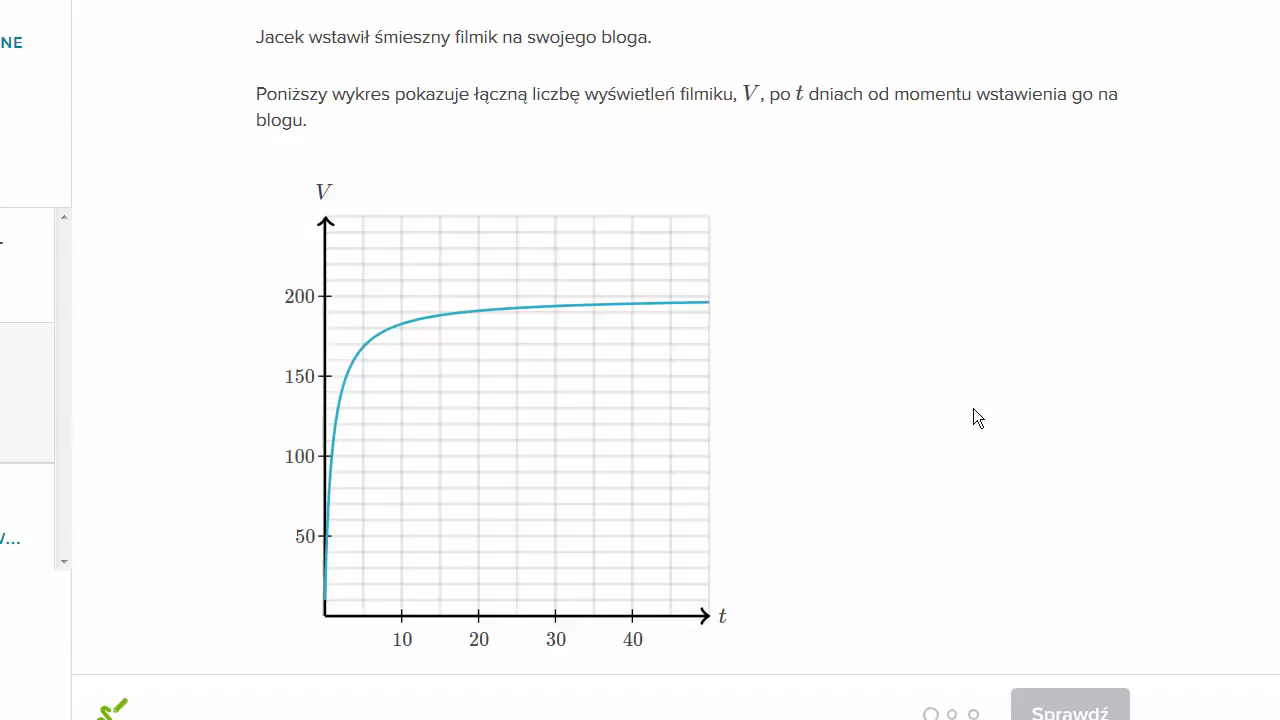 NE
Jacek wstawił śmieszny filmik na swojego bloga.
Poniższy wykres pokazuje łączną liczbę wyświetleń filmiku, V, po t dniach od momentu wstawienia go na
blogu.
V
200
150
100
50
t
10 20 30 40
Sprawdź